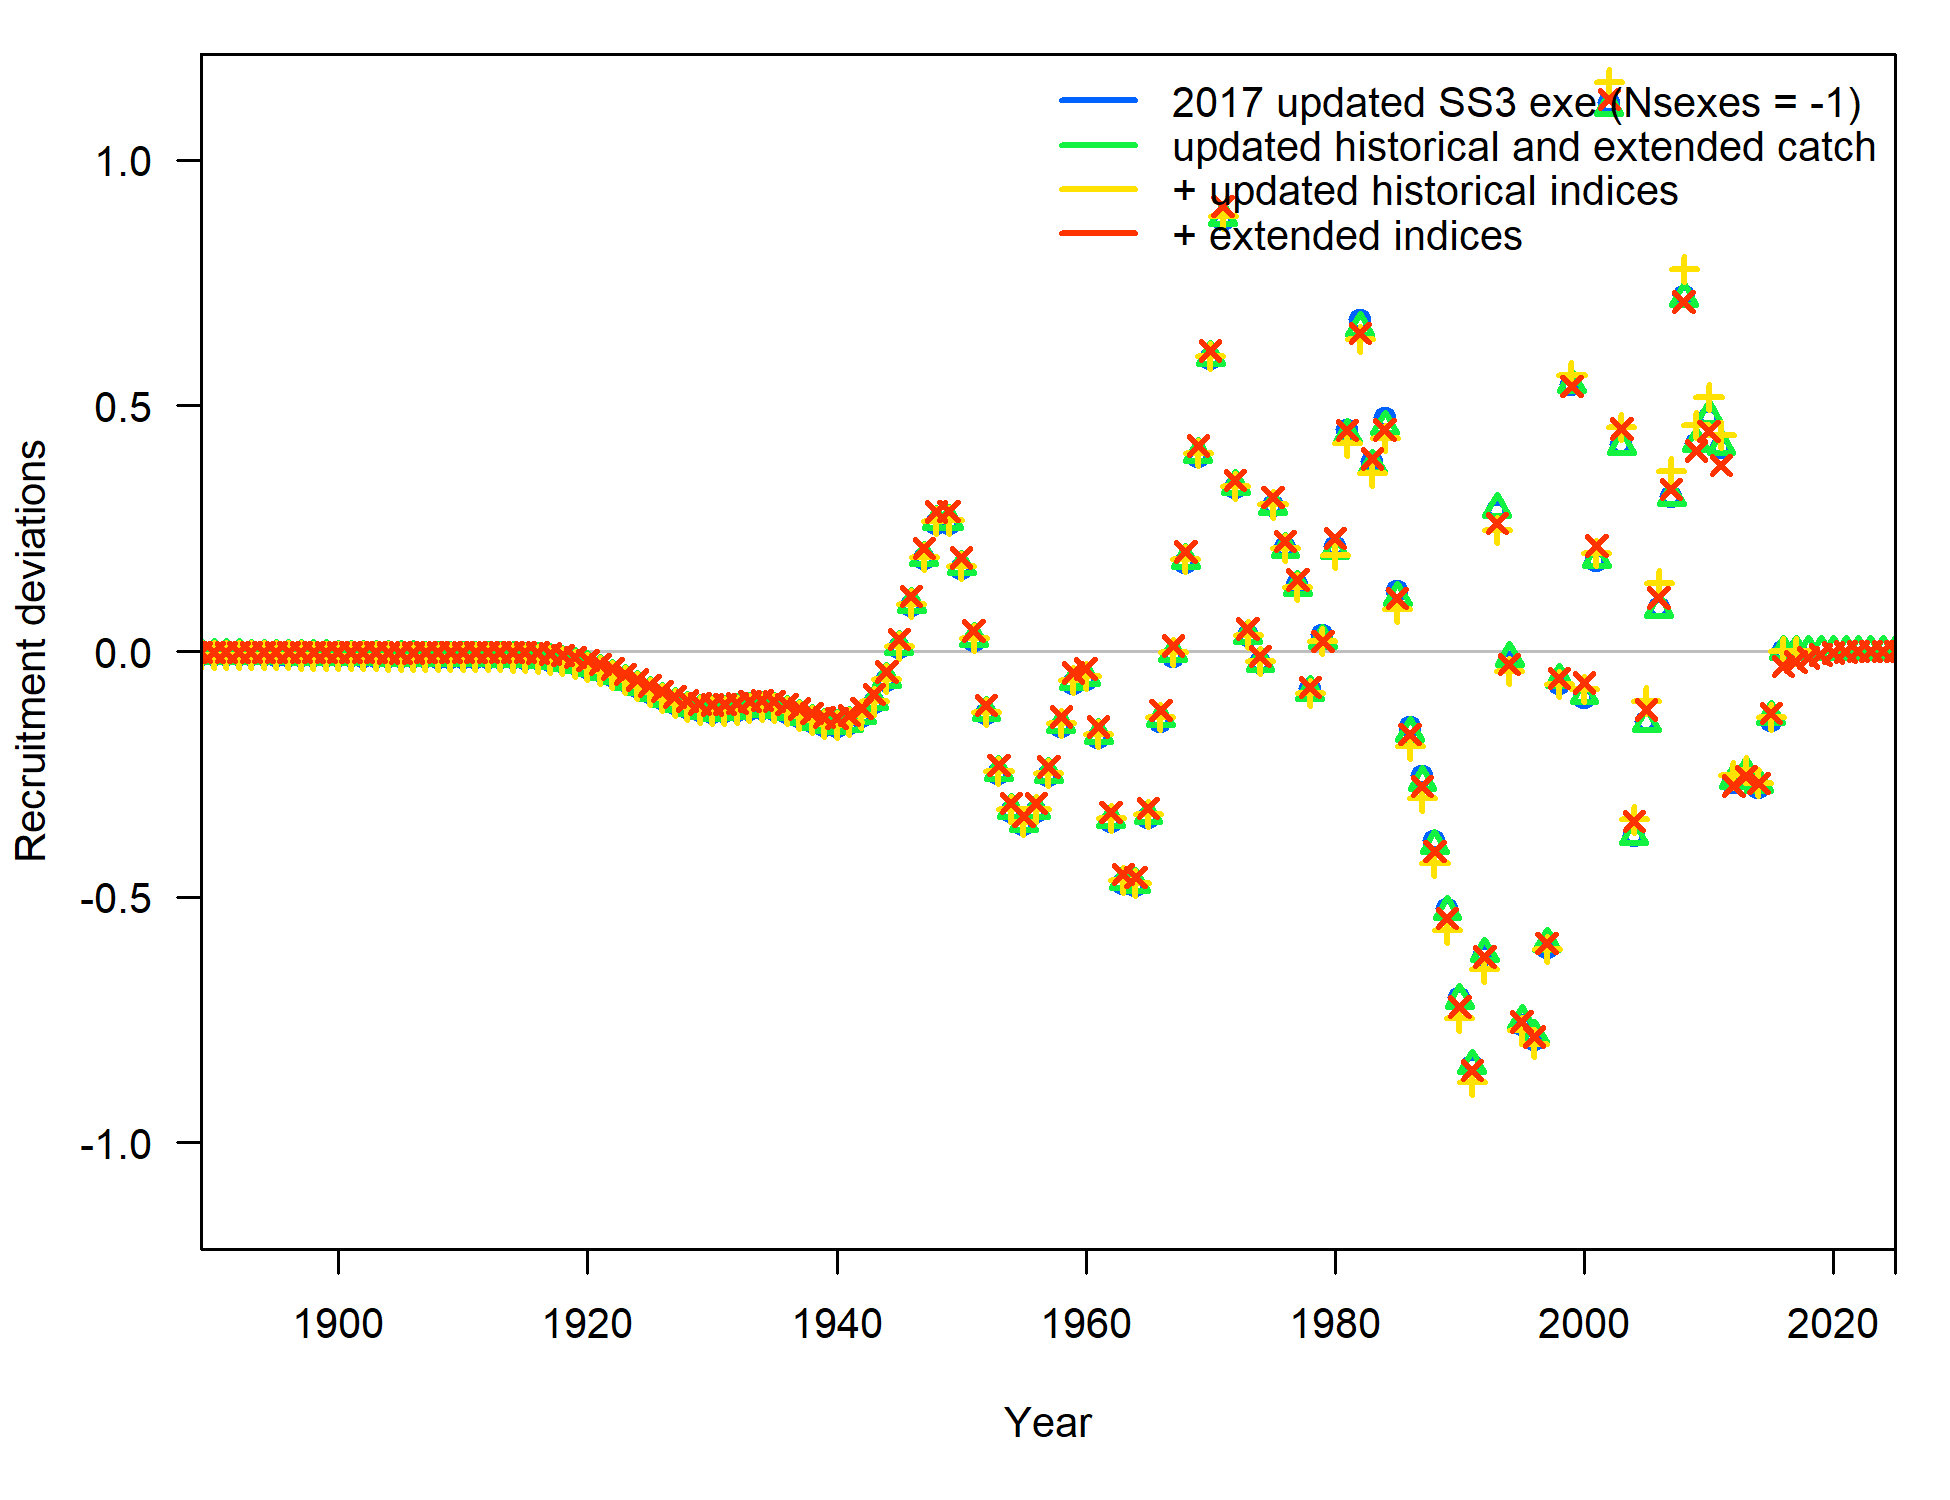 2017 updated SS3 exe (Nsexes = -1)
updated historical and extended catch
+ updated historical indices
+ extended indices
1.0
0.5
0.0
-0.5
-1.0
Recruitment deviations
1900 1920 1940 1960 1980 2000 2020
Year